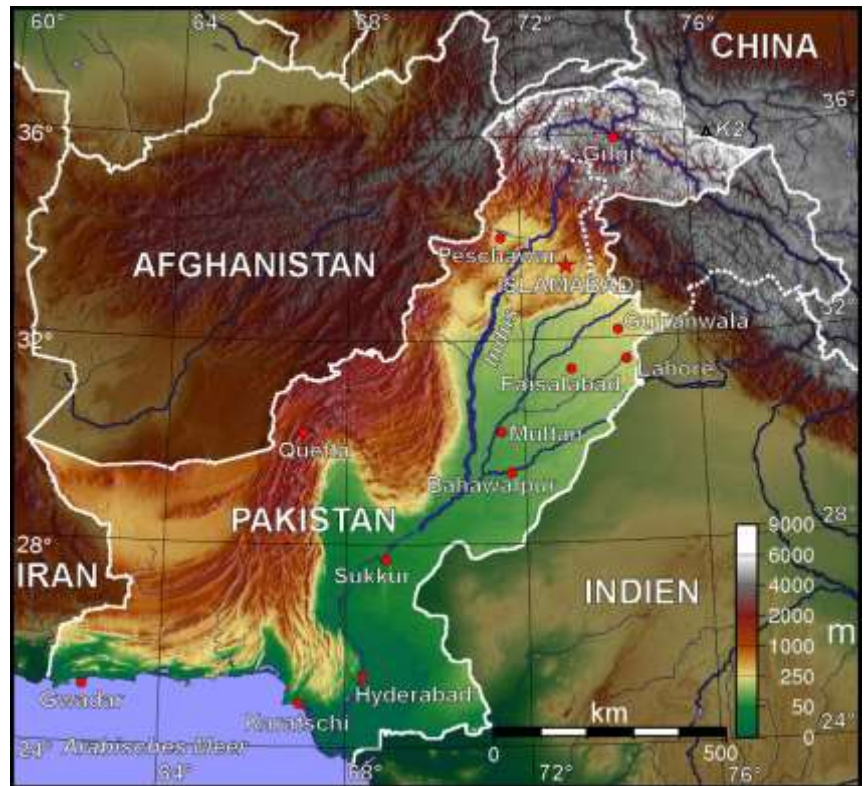 60° 64° 68° 72° 76°
CHINA
36° 36°
K2
Gilgit
Peschawar
AFGHANISTAN
ISLAMABAD
32° 32°
Indus
Gujranwala
Lahore
Faisalabad
Quetta
Multan
Bahawalpur
PAKISTAN
28° 28
IRAN
Sukkur
INDIEN
9000
6000
4000
2000
1000
250
50
0
m
Gwadar
Hyderabad
Karatschi
km
0 500
24° Arabisches Meer
24°
64° 68° 72° 76°